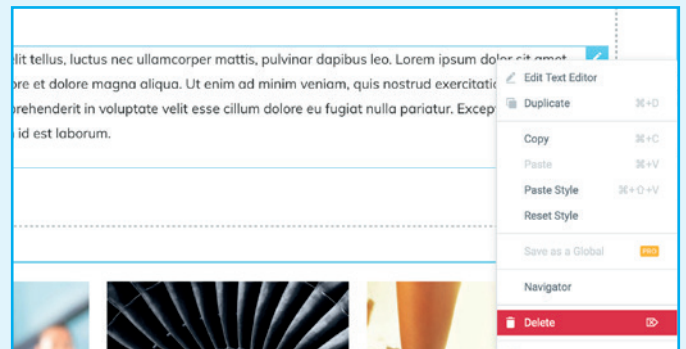 elit tellus, luctus nec ullamcorper mattis, pulvinar dapibus leo. Lorem ipsum dolor sit amet
ore et dolore magna aliqua. Ut enim ad minim veniam, quis nostrud exercitatio
prehenderit in voluptate velit esse cillum dolore eu fugiat nulla pariatur. Except
id est laborum.
Edit Text Editor
Duplicate ⌘+D
Copy ⌘+C
Paste ⌘+V
Paste Style ⌘+⇧+V
Reset Style
Save as a Global PRO
Navigator
Delete ⌦